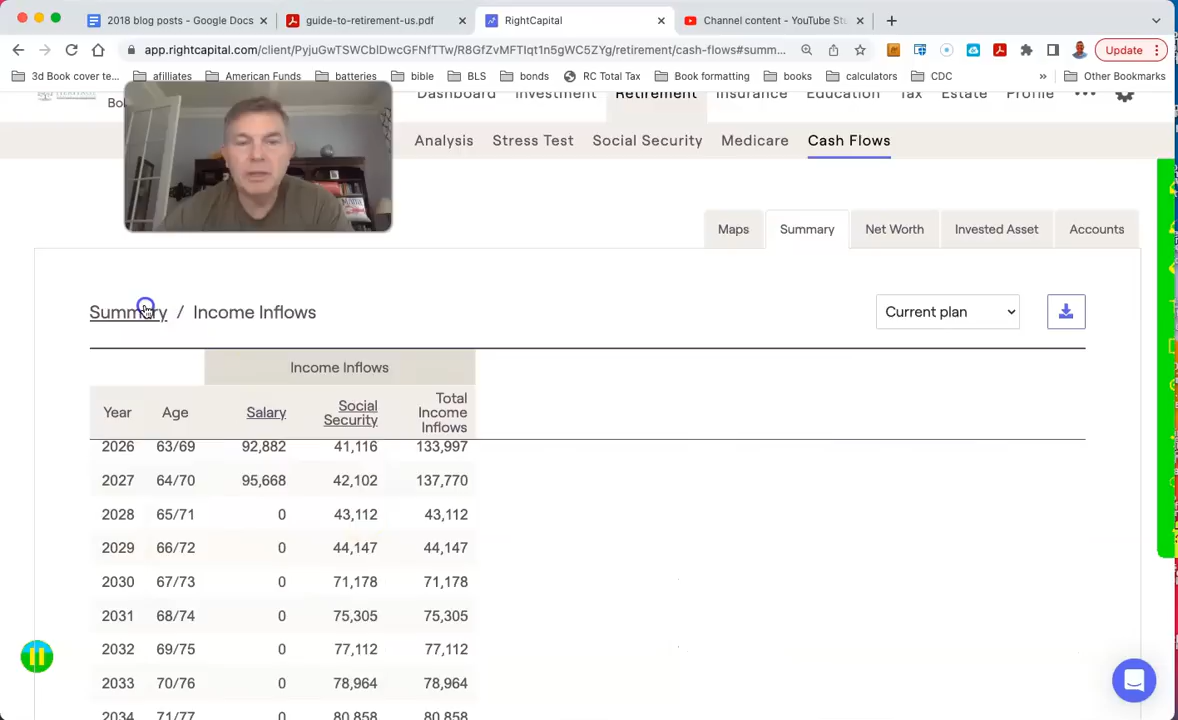 2018 blog posts - Google Docs
guide-to-retirement-us.pdf
RightCapital
Channel content - YouTube Stu
app.rightcapital.com/client/PyjuGwTSWCblDwcGFNfTTw/R8GfZvMFTIqt1n5gWC5ZYg/retirement/cash-flows#summ...
Update
3d Book cover te...
afilliates
American Funds
batteries
bible
BLS
bonds
RC Total Tax
Book formatting
books
calculators
CDC
»
Other Bookmarks
Dashboard
Investment
Retirement
Insurance
Education
Tax
Estate
Profile
Analysis
Stress Test
Social Security
Medicare
Cash Flows
Maps
Summary
Net Worth
Invested Asset
Accounts
Summary / Income Inflows
Current plan
Income Inflows
Year Age Salary Social Security Total Income Inflows
2026 63/69 92,882 41,116 133,997
2027 64/70 95,668 42,102 137,770
2028 65/71 0 43,112 43,112
2029 66/72 0 44,147 44,147
2030 67/73 0 71,178 71,178
2031 68/74 0 75,305 75,305
2032 69/75 0 77,112 77,112
2033 70/76 0 78,964 78,964
2034 71/77 0 80,858 80,858